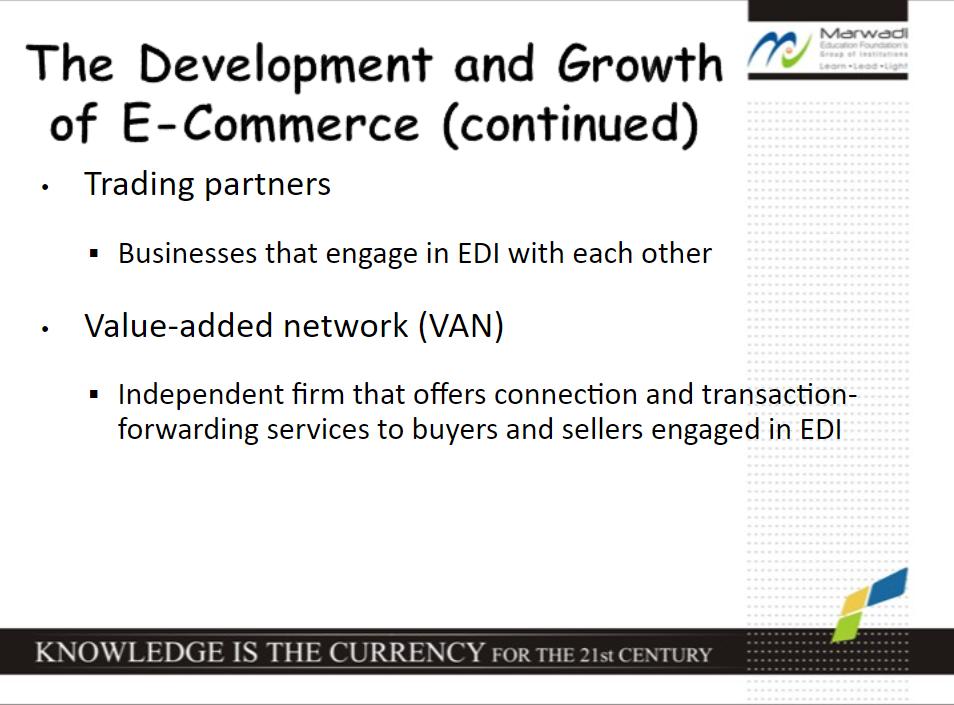 Marwadi
Education Foundation's
Group of Institutions
Learn •Lead •Light
The Development and Growth
of E-Commerce (continued)
• Trading partners
▪ Businesses that engage in EDI with each other
• Value-added network (VAN)
▪ Independent firm that offers connection and transaction-
forwarding services to buyers and sellers engaged in EDI
KNOWLEDGE IS THE CURRENCY FOR THE 21st CENTURY